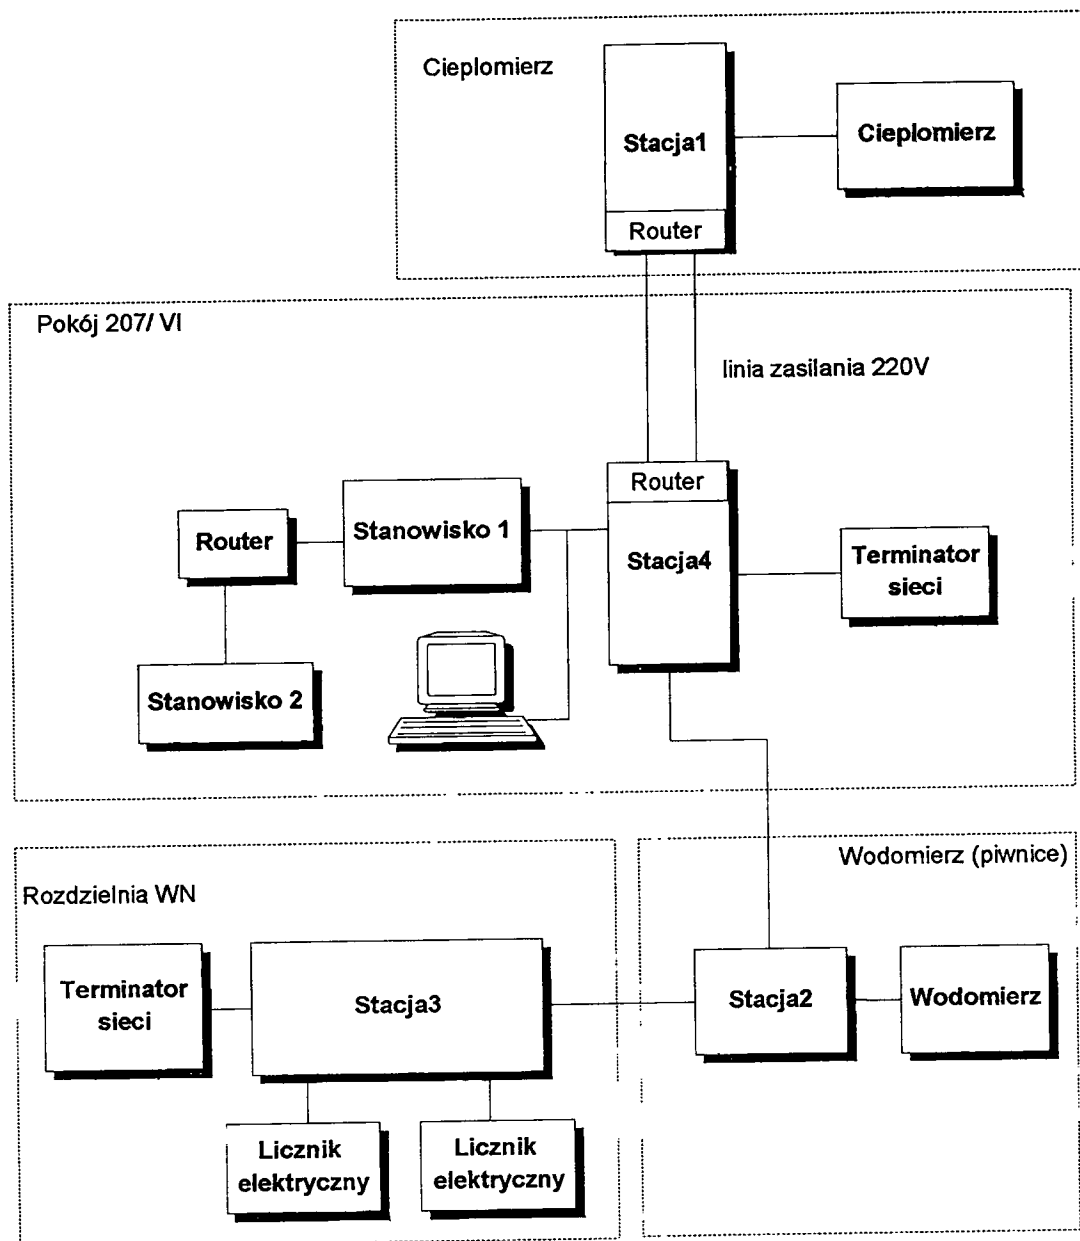 Cieplomierz
Stacja1
Cieplomierz
Router
Pokój 207/ VI
linia zasilania 220V
Router
Stanowisko 1
Router
Stacja4
Terminator
sieci
Stanowisko 2
Wodomierz (piwnice)
Rozdzielnia WN
Terminator
sieci
Stacja3
Stacja2
Wodomierz
Licznik
elektryczny
Licznik
elektryczny